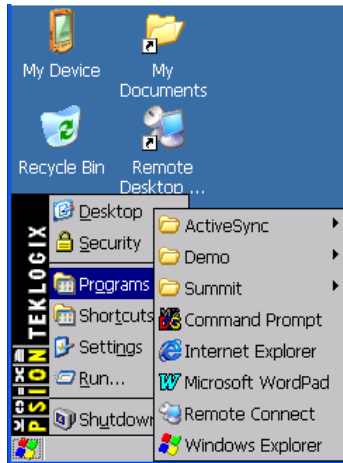 My Device
My
Documents
Recycle Bin
Remote
Desktop ...
PSION TEKLOGIX
Desktop
Security
Programs
Shortcuts
Settings
Run...
Shutdown
ActiveSync
Demo
Summit
Command Prompt
Internet Explorer
Microsoft WordPad
Remote Connect
Windows Explorer